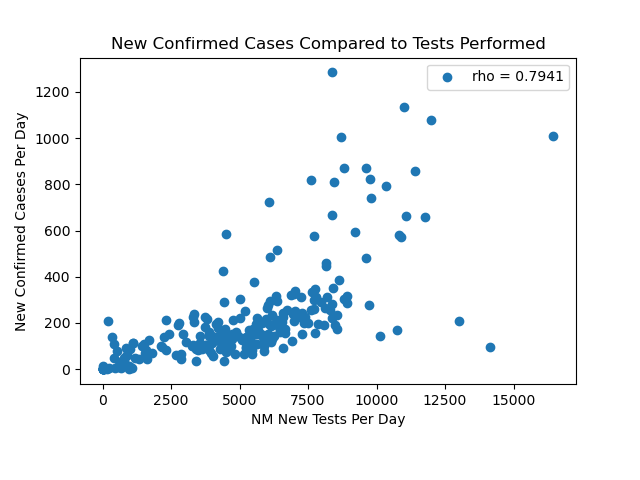 New Confirmed Cases Compared to Tests Performed
rho = 0.7941
New Confirmed Caeses Per Day
1200
1000
800
600
400
200
0
0 2500 5000 7500 10000 12500 15000
NM New Tests Per Day